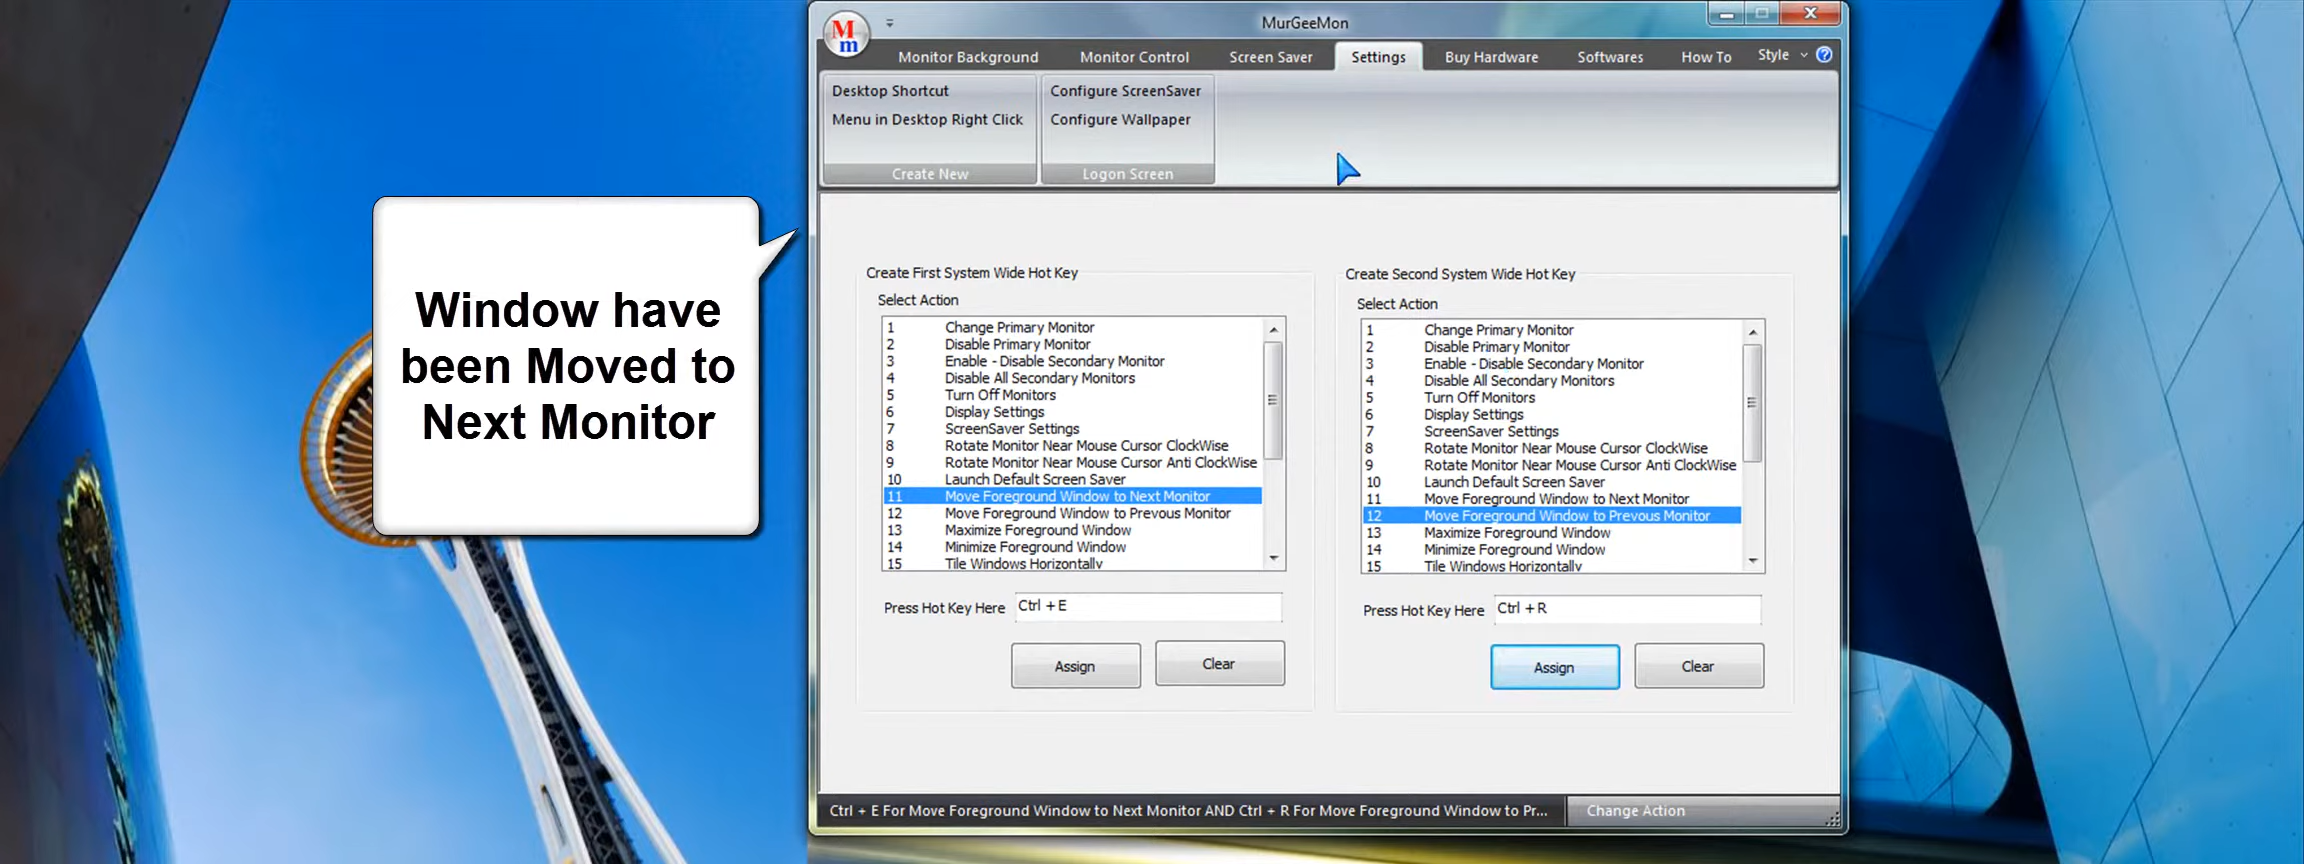 M
m
MurGeeMon
Monitor Background Monitor Control Screen Saver Settings Buy Hardware Softwares How To Style ?
Desktop Shortcut
Menu in Desktop Right Click
Create New
Configure ScreenSaver
Configure Wallpaper
Logon Screen
Window have
been Moved to
Next Monitor
Create First System Wide Hot Key
Select Action
1 Change Primary Monitor
2 Disable Primary Monitor
3 Enable - Disable Secondary Monitor
4 Disable All Secondary Monitors
5 Turn Off Monitors
6 Display Settings
7 ScreenSaver Settings
8 Rotate Monitor Near Mouse Cursor ClockWise
9 Rotate Monitor Near Mouse Cursor Anti ClockWise
10 Launch Default Screen Saver
11 Move Foreground Window to Next Monitor
12 Move Foreground Window to Prevous Monitor
13 Maximize Foreground Window
14 Minimize Foreground Window
15 Tile Windows Horizontally
Press Hot Key Here Ctrl + E
Assign Clear
Create Second System Wide Hot Key
Select Action
1 Change Primary Monitor
2 Disable Primary Monitor
3 Enable - Disable Secondary Monitor
4 Disable All Secondary Monitors
5 Turn Off Monitors
6 Display Settings
7 ScreenSaver Settings
8 Rotate Monitor Near Mouse Cursor ClockWise
9 Rotate Monitor Near Mouse Cursor Anti ClockWise
10 Launch Default Screen Saver
11 Move Foreground Window to Next Monitor
12 Move Foreground Window to Prevous Monitor
13 Maximize Foreground Window
14 Minimize Foreground Window
15 Tile Windows Horizontally
Press Hot Key Here Ctrl + R
Assign Clear
Ctrl + E For Move Foreground Window to Next Monitor AND Ctrl + R For Move Foreground Window to Pr... Change Action